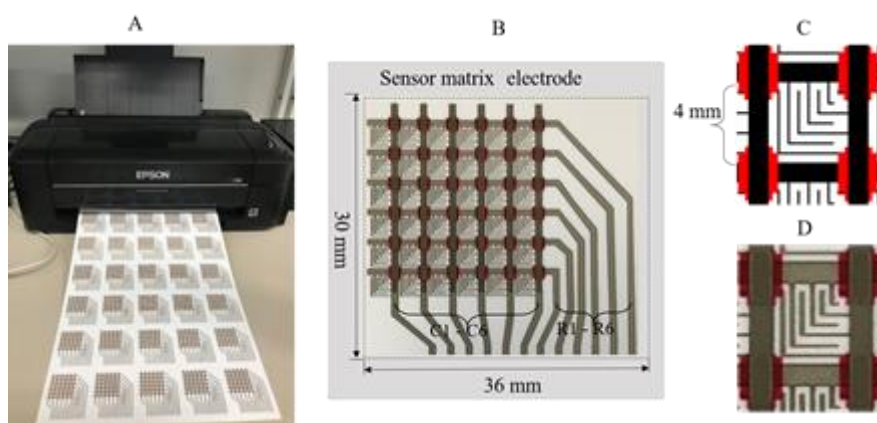 A
B
C
Sensor matrix electrode
4 mm
EPSON
30 mm
D
C1 - C6
R1 - R6
36 mm